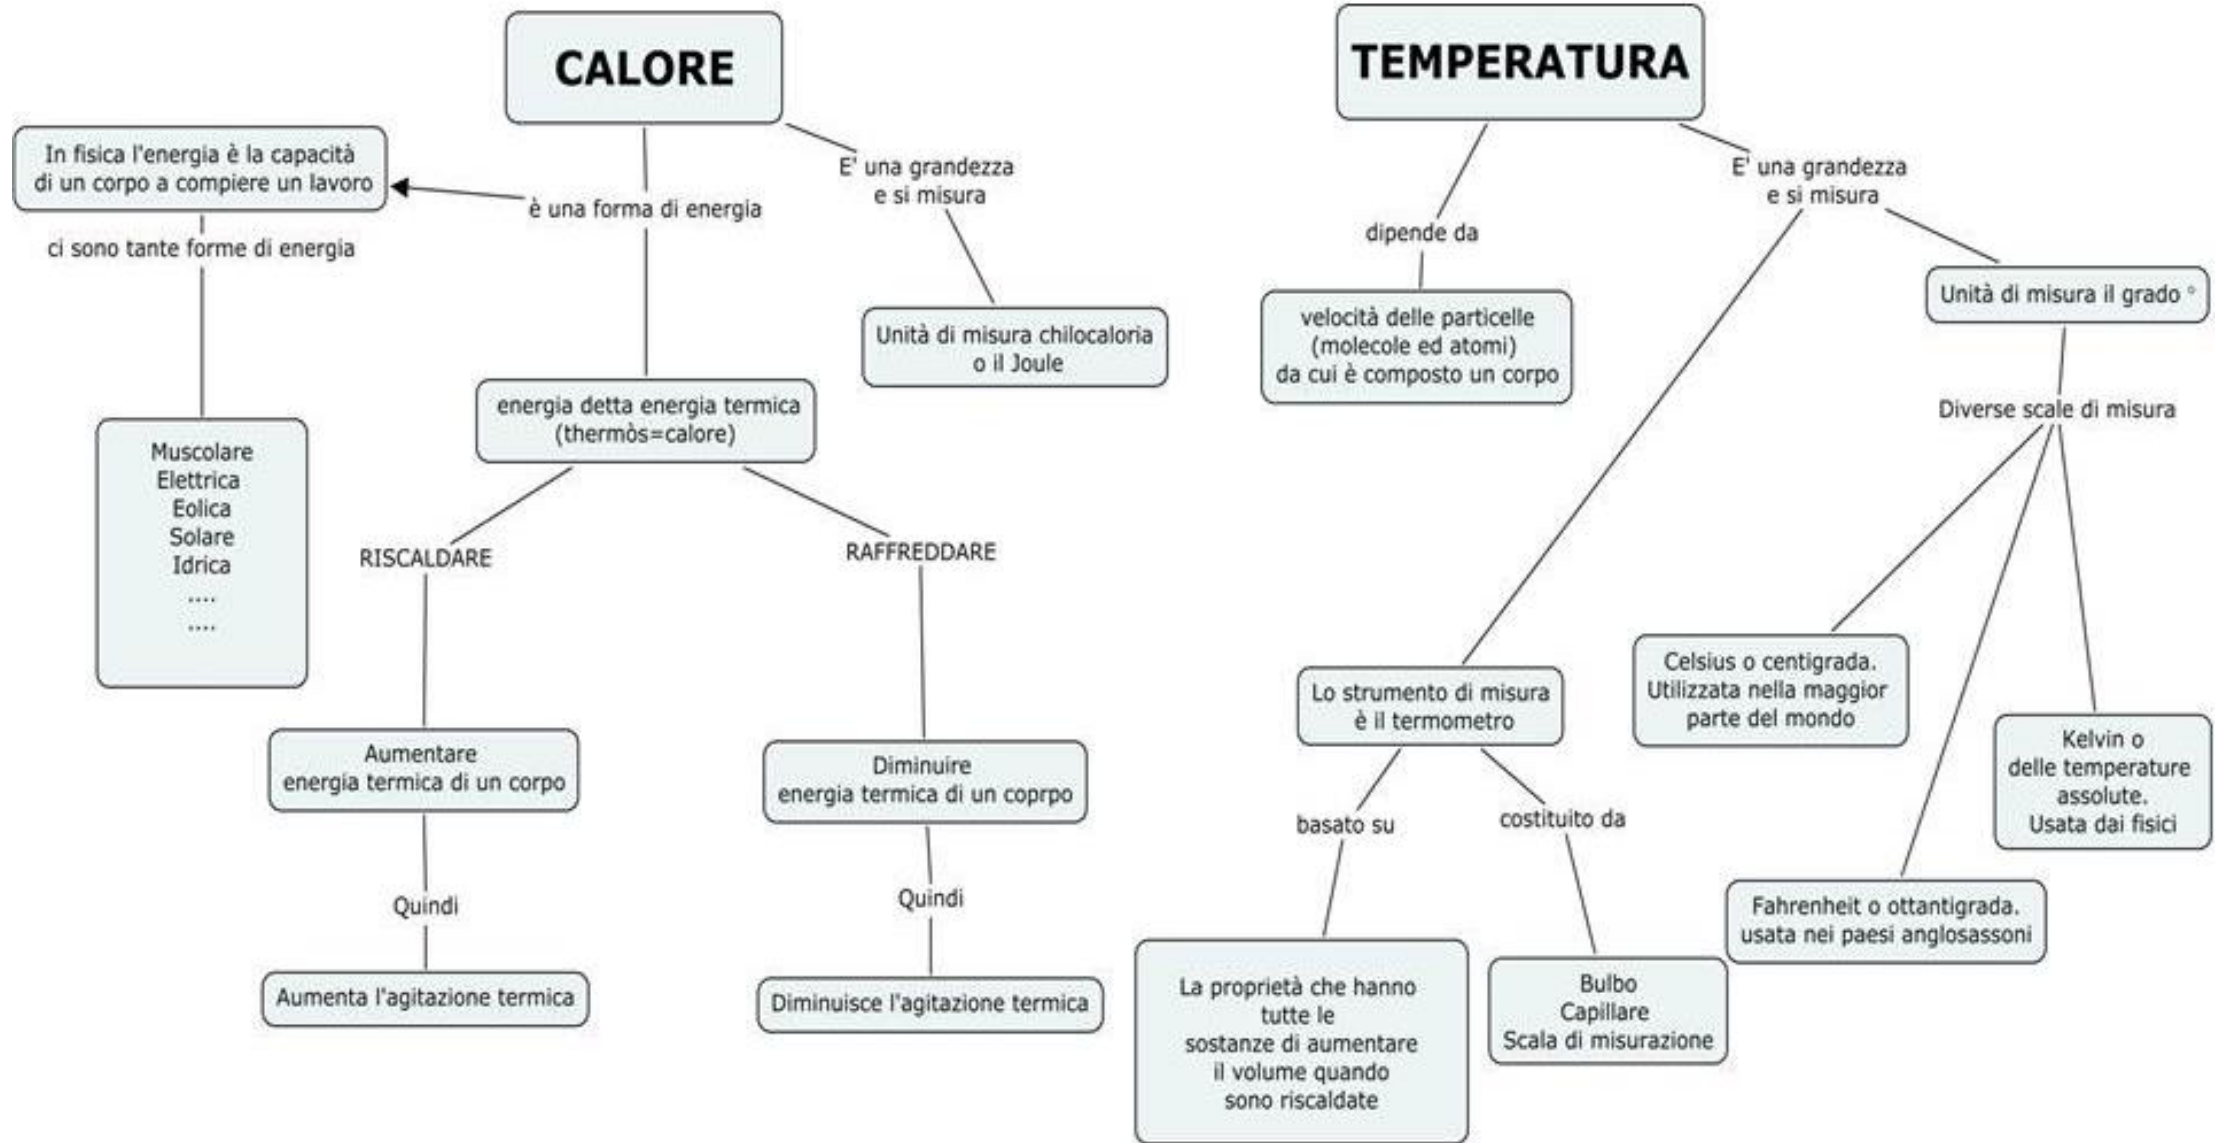 CALORE
In fisica l'energia è la capacità
di un corpo a compiere un lavoro
ci sono tante forme di energia
Muscolare
Elettrica
Eolica
Solare
Idrica
....
....
è una forma di energia
E' una grandezza
e si misura
Unità di misura chilocaloria
o il Joule
energia detta energia termica
(thermòs=calore)
RISCALDARE
Aumentare
energia termica di un corpo
Quindi
Aumenta l'agitazione termica
RAFFREDDARE
Diminuire
energia termica di un coprpo
Quindi
Diminuisce l'agitazione termica
TEMPERATURA
dipende da
velocità delle particelle
(molecole ed atomi)
da cui è composto un corpo
E' una grandezza
e si misura
Unità di misura il grado °
Diverse scale di misura
Celsius o centigrada.
Utilizzata nella maggior
parte del mondo
Kelvin o
delle temperature
assolute.
Usata dai fisici
Fahrenheit o ottantigrada.
usata nei paesi anglosassoni
Lo strumento di misura
è il termometro
basato su
La proprietà che hanno
tutte le
sostanze di aumentare
il volume quando
sono riscaldate
costituito da
Bulbo
Capillare
Scala di misurazione